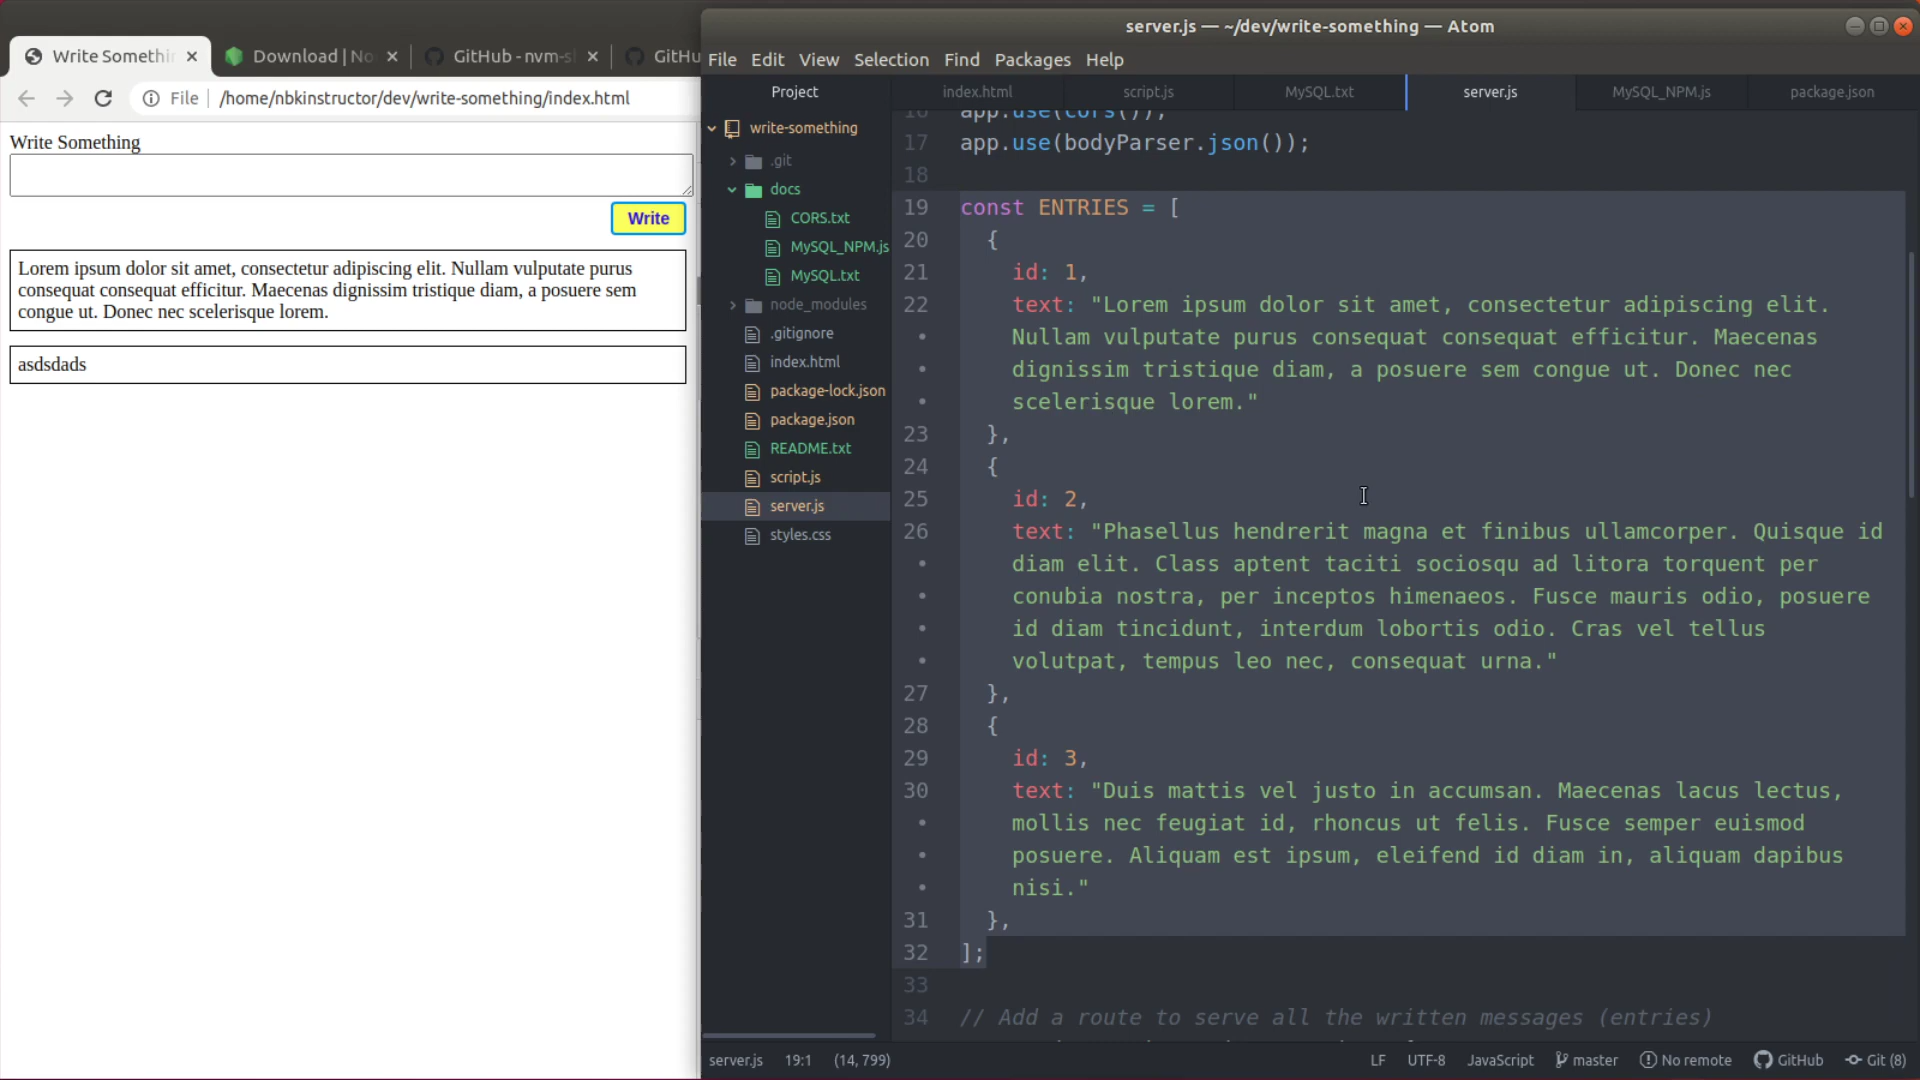 Write Somethin
Download | No
GitHub - nvm-s
GitHu
File
/home/nbkinstructor/dev/write-something/index.html
Write Something
Write
Lorem ipsum dolor sit amet, consectetur adipiscing elit. Nullam vulputate purus
consequat consequat efficitur. Maecenas dignissim tristique diam, a posuere sem
congue ut. Donec nec scelerisque lorem.
asdsdads
server.js — ~/dev/write-something — Atom
File Edit View Selection Find Packages Help
Project
index.html script.js MySQL.txt server.js MySQL_NPM.js package.json
write-something
.git
docs
CORS.txt
MySQL_NPM.js
MySQL.txt
node_modules
.gitignore
index.html
package-lock.json
package.json
README.txt
script.js
server.js
styles.css
16 app.use(cors());
17 app.use(bodyParser.json());
18
19 const ENTRIES = [
20 {
21 id: 1,
22 text: "Lorem ipsum dolor sit amet, consectetur adipiscing elit.
• Nullam vulputate purus consequat consequat efficitur. Maecenas
• dignissim tristique diam, a posuere sem congue ut. Donec nec
• scelerisque lorem."
23 },
24 {
25 id: 2,
26 text: "Phasellus hendrerit magna et finibus ullamcorper. Quisque id
• diam elit. Class aptent taciti sociosqu ad litora torquent per
• conubia nostra, per inceptos himenaeos. Fusce mauris odio, posuere
• id diam tincidunt, interdum lobortis odio. Cras vel tellus
• volutpat, tempus leo nec, consequat urna."
27 },
28 {
29 id: 3,
30 text: "Duis mattis vel justo in accumsan. Maecenas lacus lectus,
• mollis nec feugiat id, rhoncus ut felis. Fusce semper euismod
• posuere. Aliquam est ipsum, eleifend id diam in, aliquam dapibus
• nisi."
31 },
32 ];
33
34 // Add a route to serve all the written messages (entries)
server.js 19:1 (14, 799)
LF UTF-8 JavaScript master No remote GitHub Git (8)